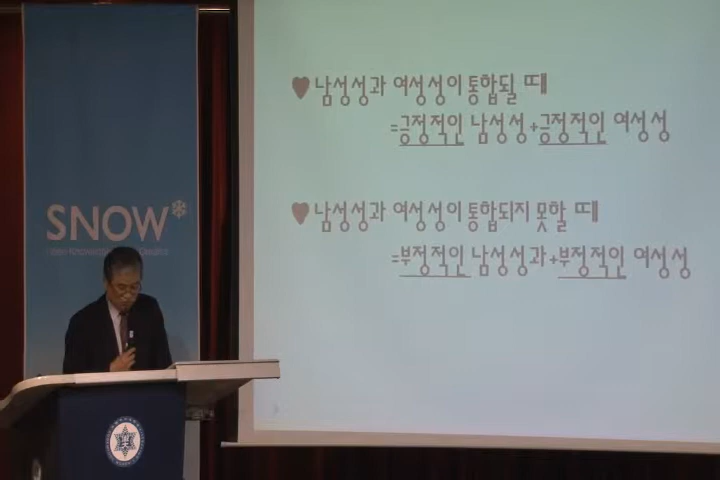 SNOW
♥남성성과 여성성이 통합될 때
=긍정적인 남성성+긍정적인 여성성
♥남성성과 여성성이 통합되지 못할 때
=부정적인 남성성과+부정적인 여성성